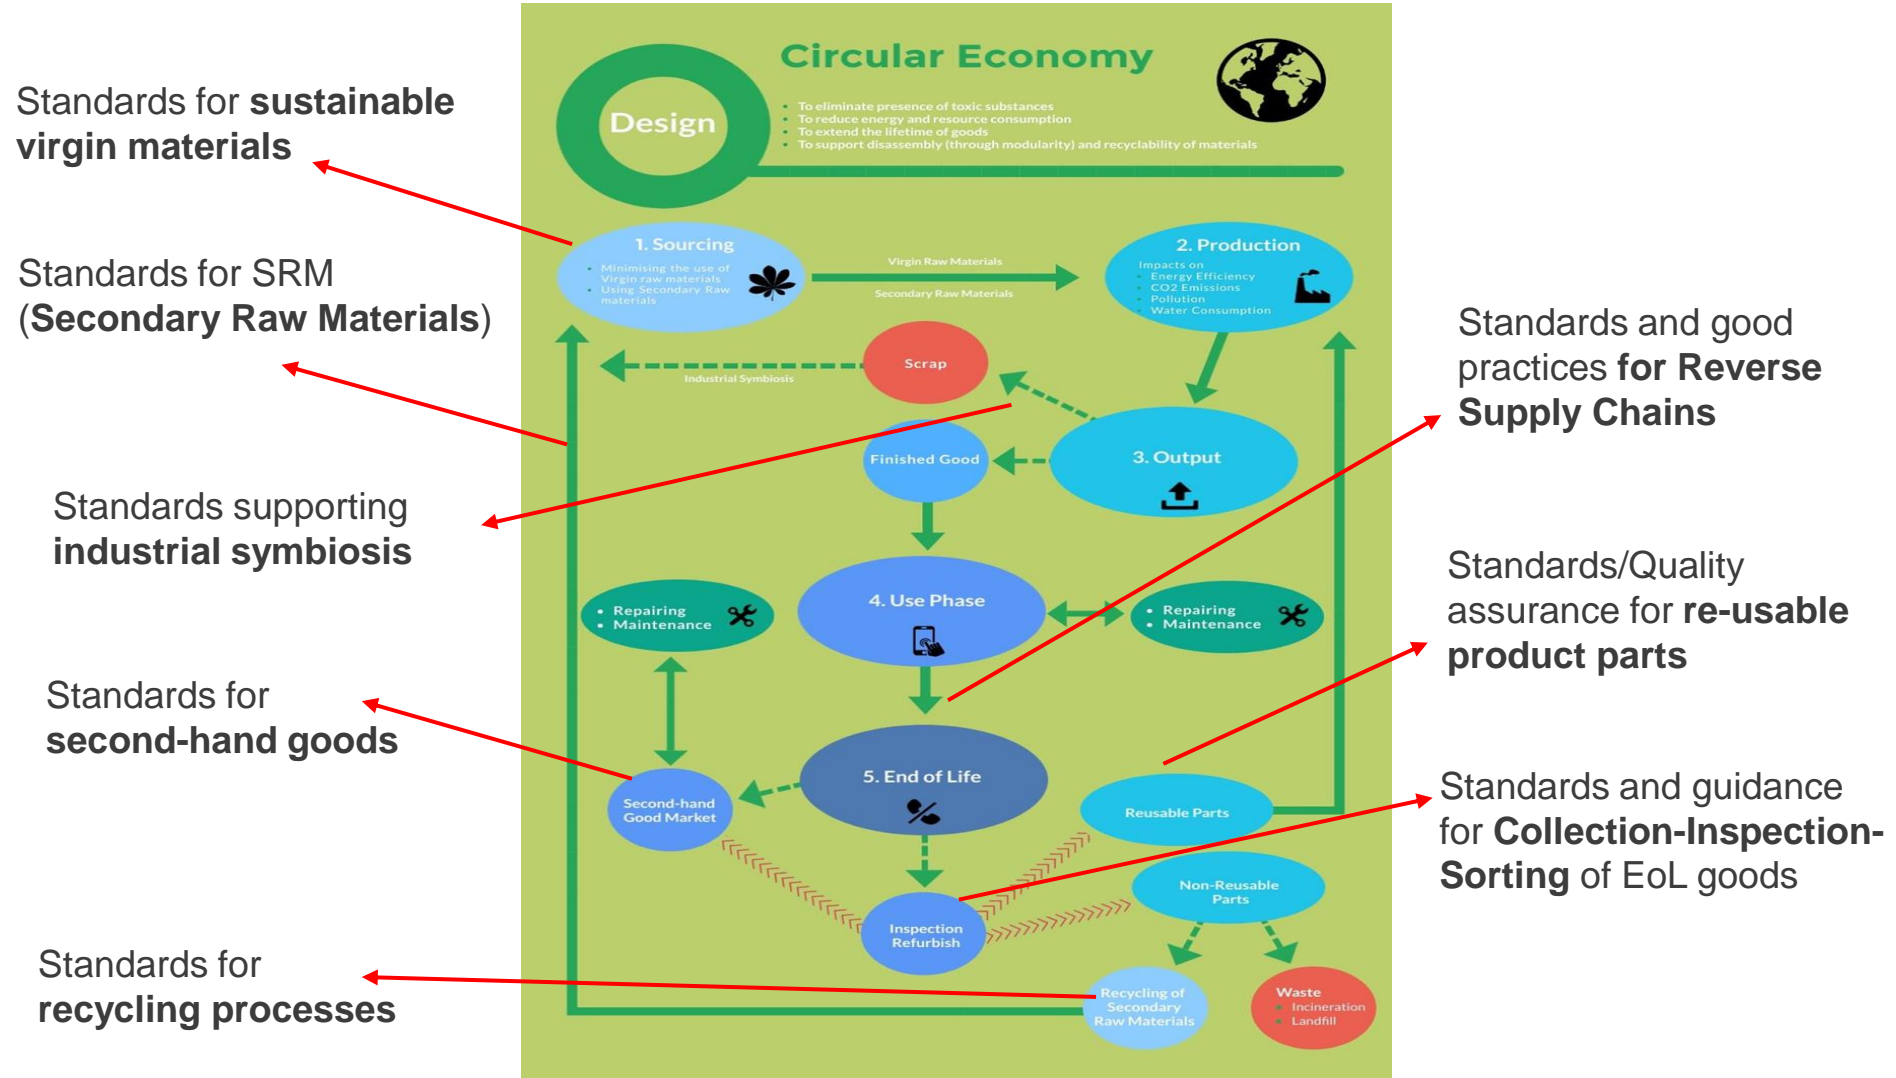 Circular Economy
Design
To eliminate presence of toxic substances
To reduce energy and resource consumption
To extend the lifetime of goods
To support disassembly (through modularity) and recyclability of materials
Standards for sustainable
virgin materials
Standards for SRM
(Secondary Raw Materials)
Standards supporting
industrial symbiosis
Standards for
second-hand goods
Standards for
recycling processes
1. Sourcing
Minimising the use of
Virgin raw materials
Using Secondary Raw
materials
Virgin Raw Materials
Secondary Raw Materials
2. Production
Impacts on
Energy Efficiency
CO2 Emissions
Pollution
Water Consumption
Scrap
Industrial Symbiosis
Finished Good
3. Output
4. Use Phase
Repairing
Maintenance
Repairing
Maintenance
5. End of Life
Second-hand
Good Market
Reusable Parts
Non-Reusable
Parts
Inspection
Refurbish
Recycling of
Secondary
Raw Materials
Waste
Incineration
Landfill
Standards and good
practices for Reverse
Supply Chains
Standards/Quality
assurance for re-usable
product parts
Standards and guidance
for Collection-Inspection-
Sorting of EoL goods